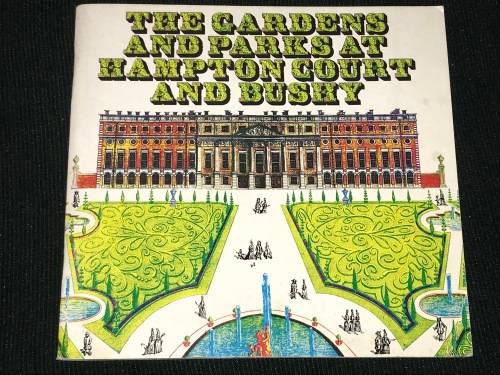 THE GARDENS
AND PARKS AT
HAMPTON COURT
AND BUSHY